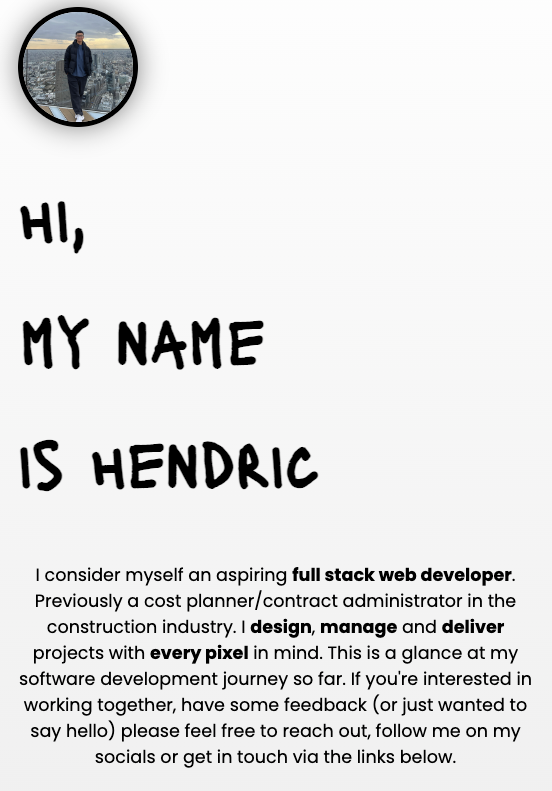 HI,
MY NAME
IS HENDRIC
I consider myself an aspiring full stack web developer.
Previously a cost planner/contract administrator in the
construction industry. I design, manage and deliver
projects with every pixel in mind. This is a glance at my
software development journey so far. If you're interested in
working together, have some feedback (or just wanted to
say hello) please feel free to reach out, follow me on my
socials or get in touch via the links below.